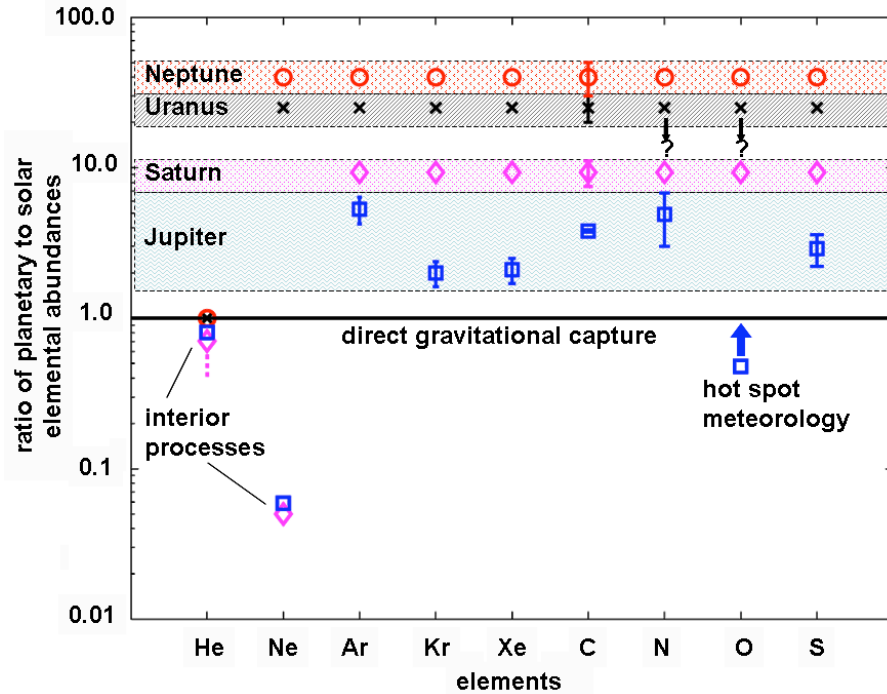 100.0
Neptune
Uranus
? ?
10.0
Saturn
Jupiter
1.0
direct gravitational capture
hot spot
meteorology
interior
processes
0.1
0.01
ratio of planetary to solar
elemental abundances
He Ne Ar Kr Xe C N O S
elements